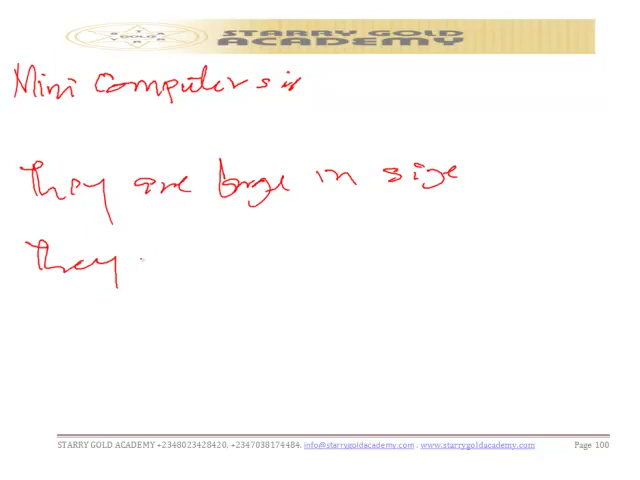 STARRY GOLD
ACADEMY
Mini Computers is
they are large in size
they
STARRY GOLD ACADEMY +2348023428420, +2347038174484, info@starrygoldacademy.com , www.starrygoldacademy.com Page 100